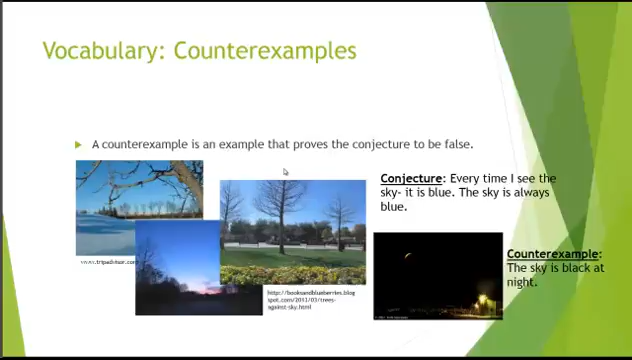 Vocabulary: Counterexamples
A counterexample is an example that proves the conjecture to be false.
Conjecture: Every time I see the
sky- it is blue. The sky is always
blue.
www.tripadvisor.com
http://booksandblueberries.blog
spot.com/2011/03/trees-
against-sky.html
Counterexample:
The sky is black at
night.